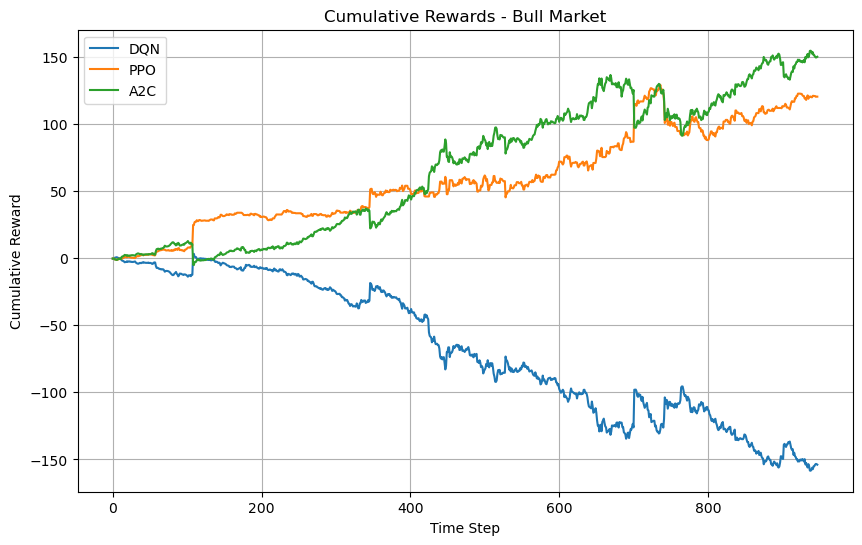 Cumulative Rewards - Bull Market
DQN
PPO
A2C
150
100
50
0
−50
−100
−150
Cumulative Reward
0 200 400 600 800
Time Step